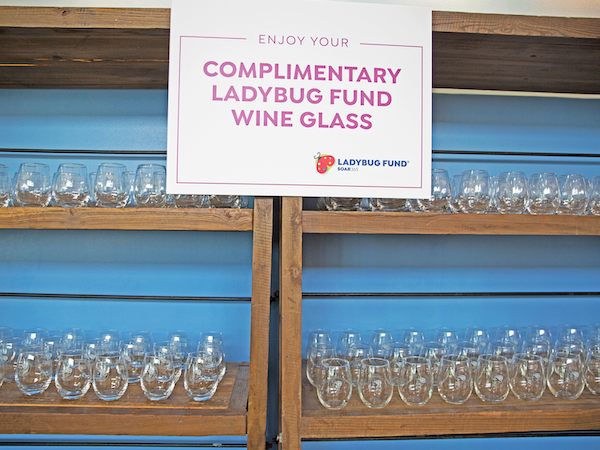 ENJOY YOUR
COMPLIMENTARY
LADYBUG FUND
WINE GLASS
LADYBUG FUND®